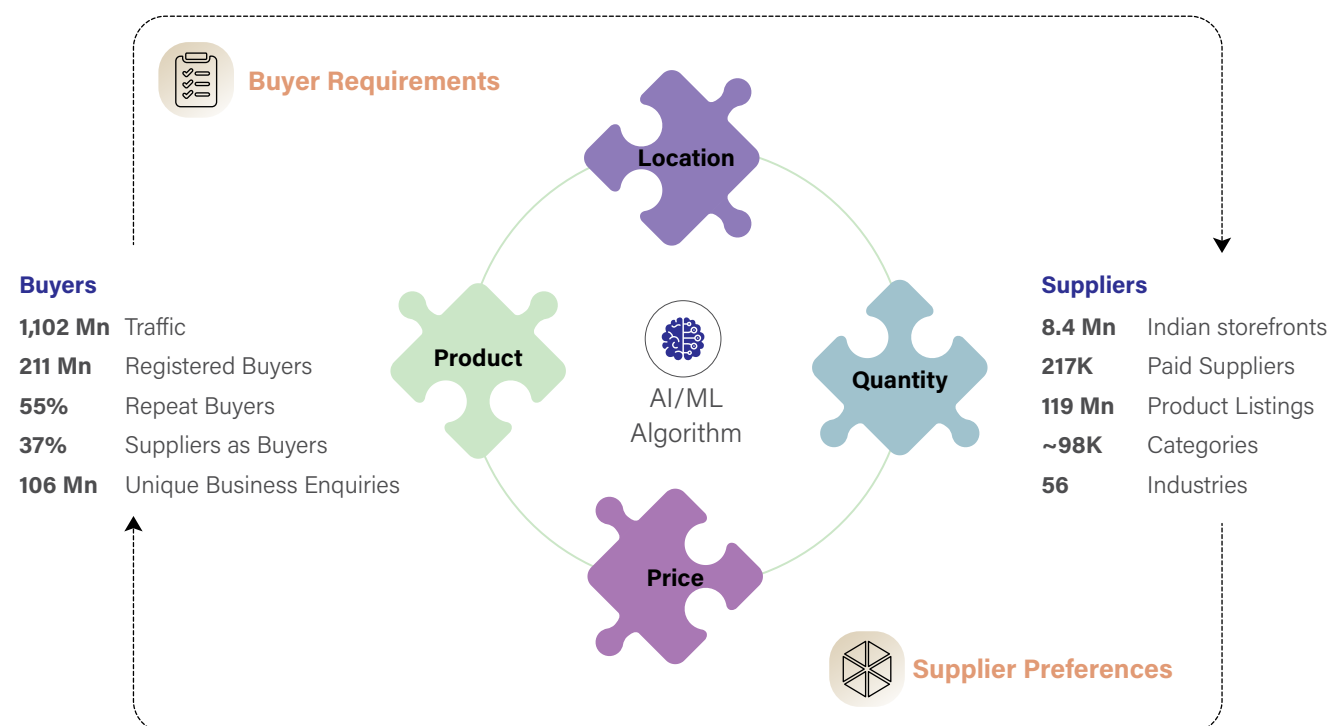 Buyer Requirements
Location
Buyers
1,102 Mn Traffic
211 Mn Registered Buyers
55% Repeat Buyers
37% Suppliers as Buyers
106 Mn Unique Business Enquiries
Product
AI/ML
Algorithm
Quantity
Suppliers
8.4 Mn Indian storefronts
217K Paid Suppliers
119 Mn Product Listings
~98K Categories
56 Industries
Price
Supplier Preferences